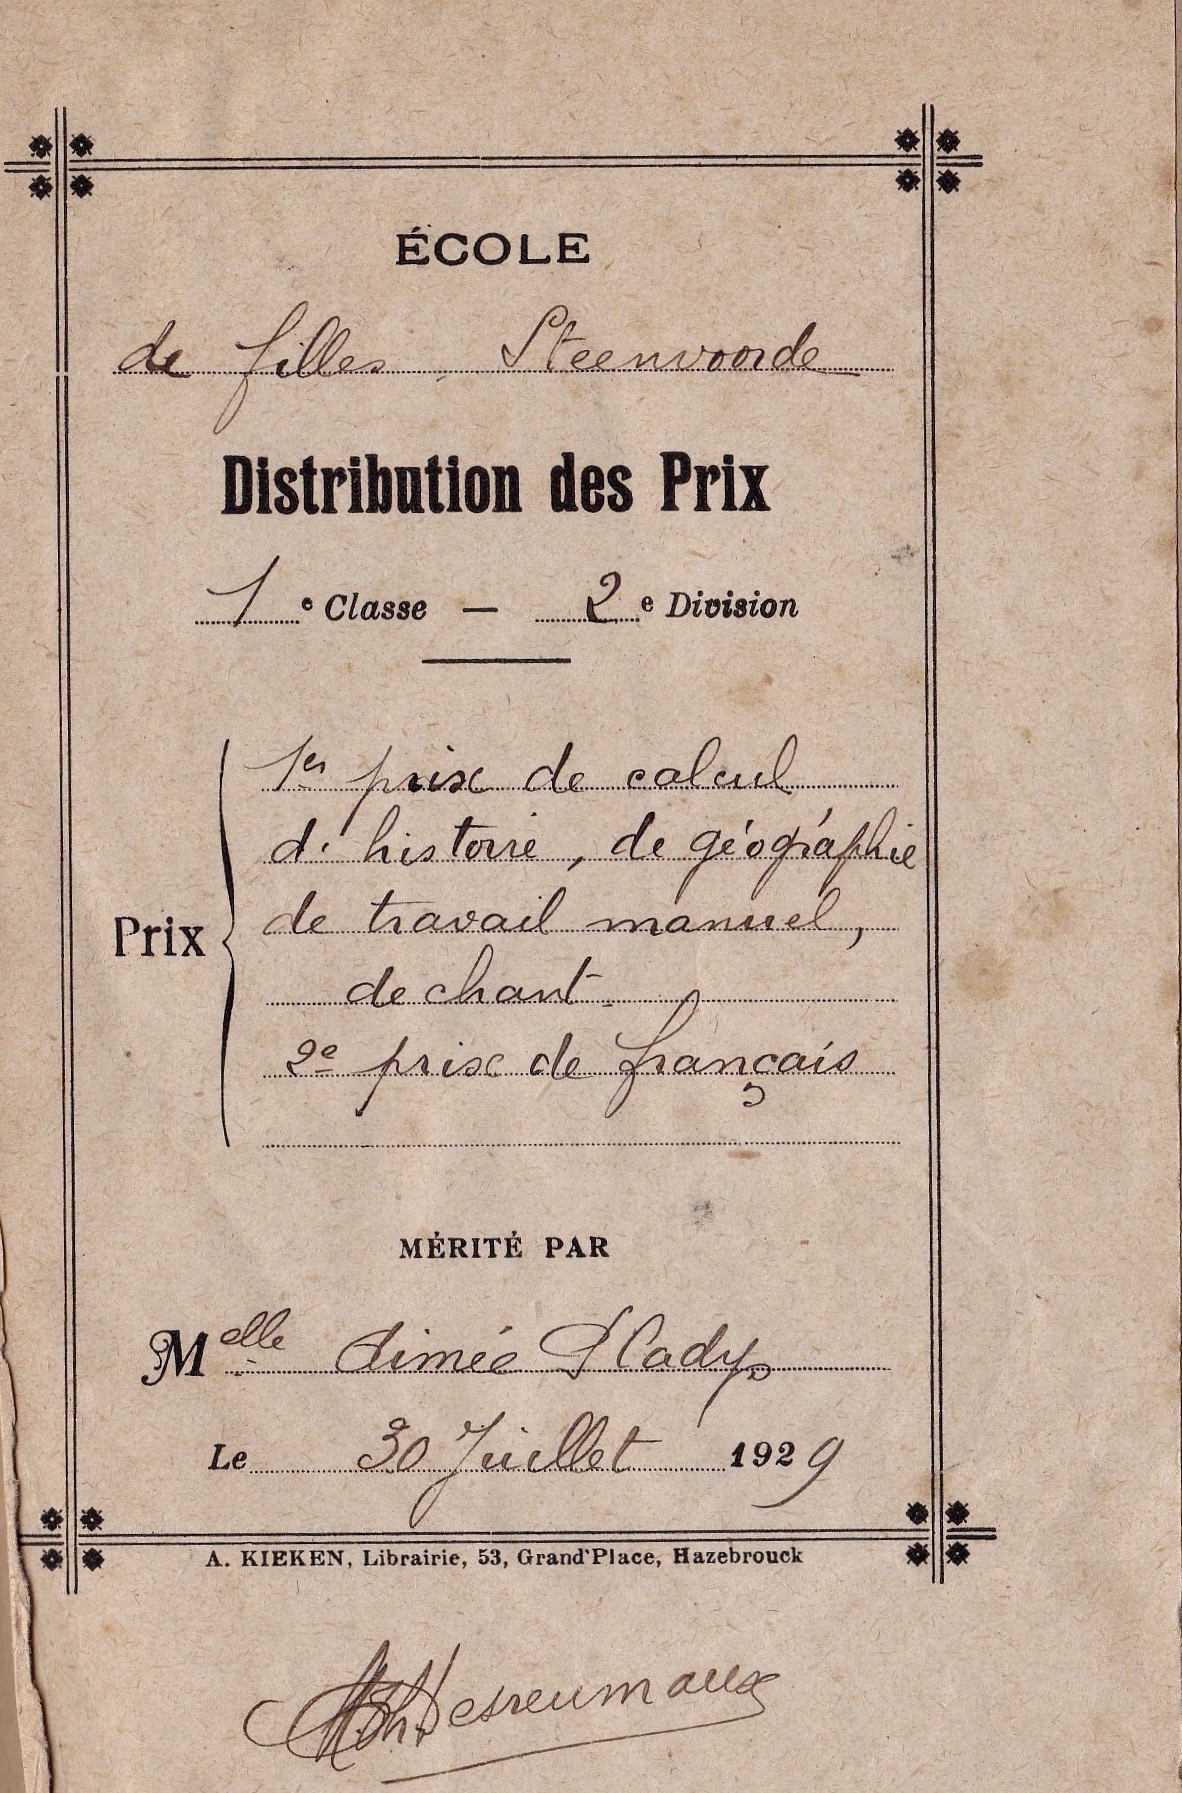 ÉCOLE
de filles, Steenvoorde
Distribution des Prix
1e Classe — 2e Division
1er prix de calcul
d'histoire, de géographie
de travail manuel,
Prix
de chant.
2e prix de français
MÉRITÉ PAR
Melle Aimée
Le 30 Juillet 1929
A. KIEKEN, Librairie, 53, Grand'Place, Hazebrouck
Desreumaux